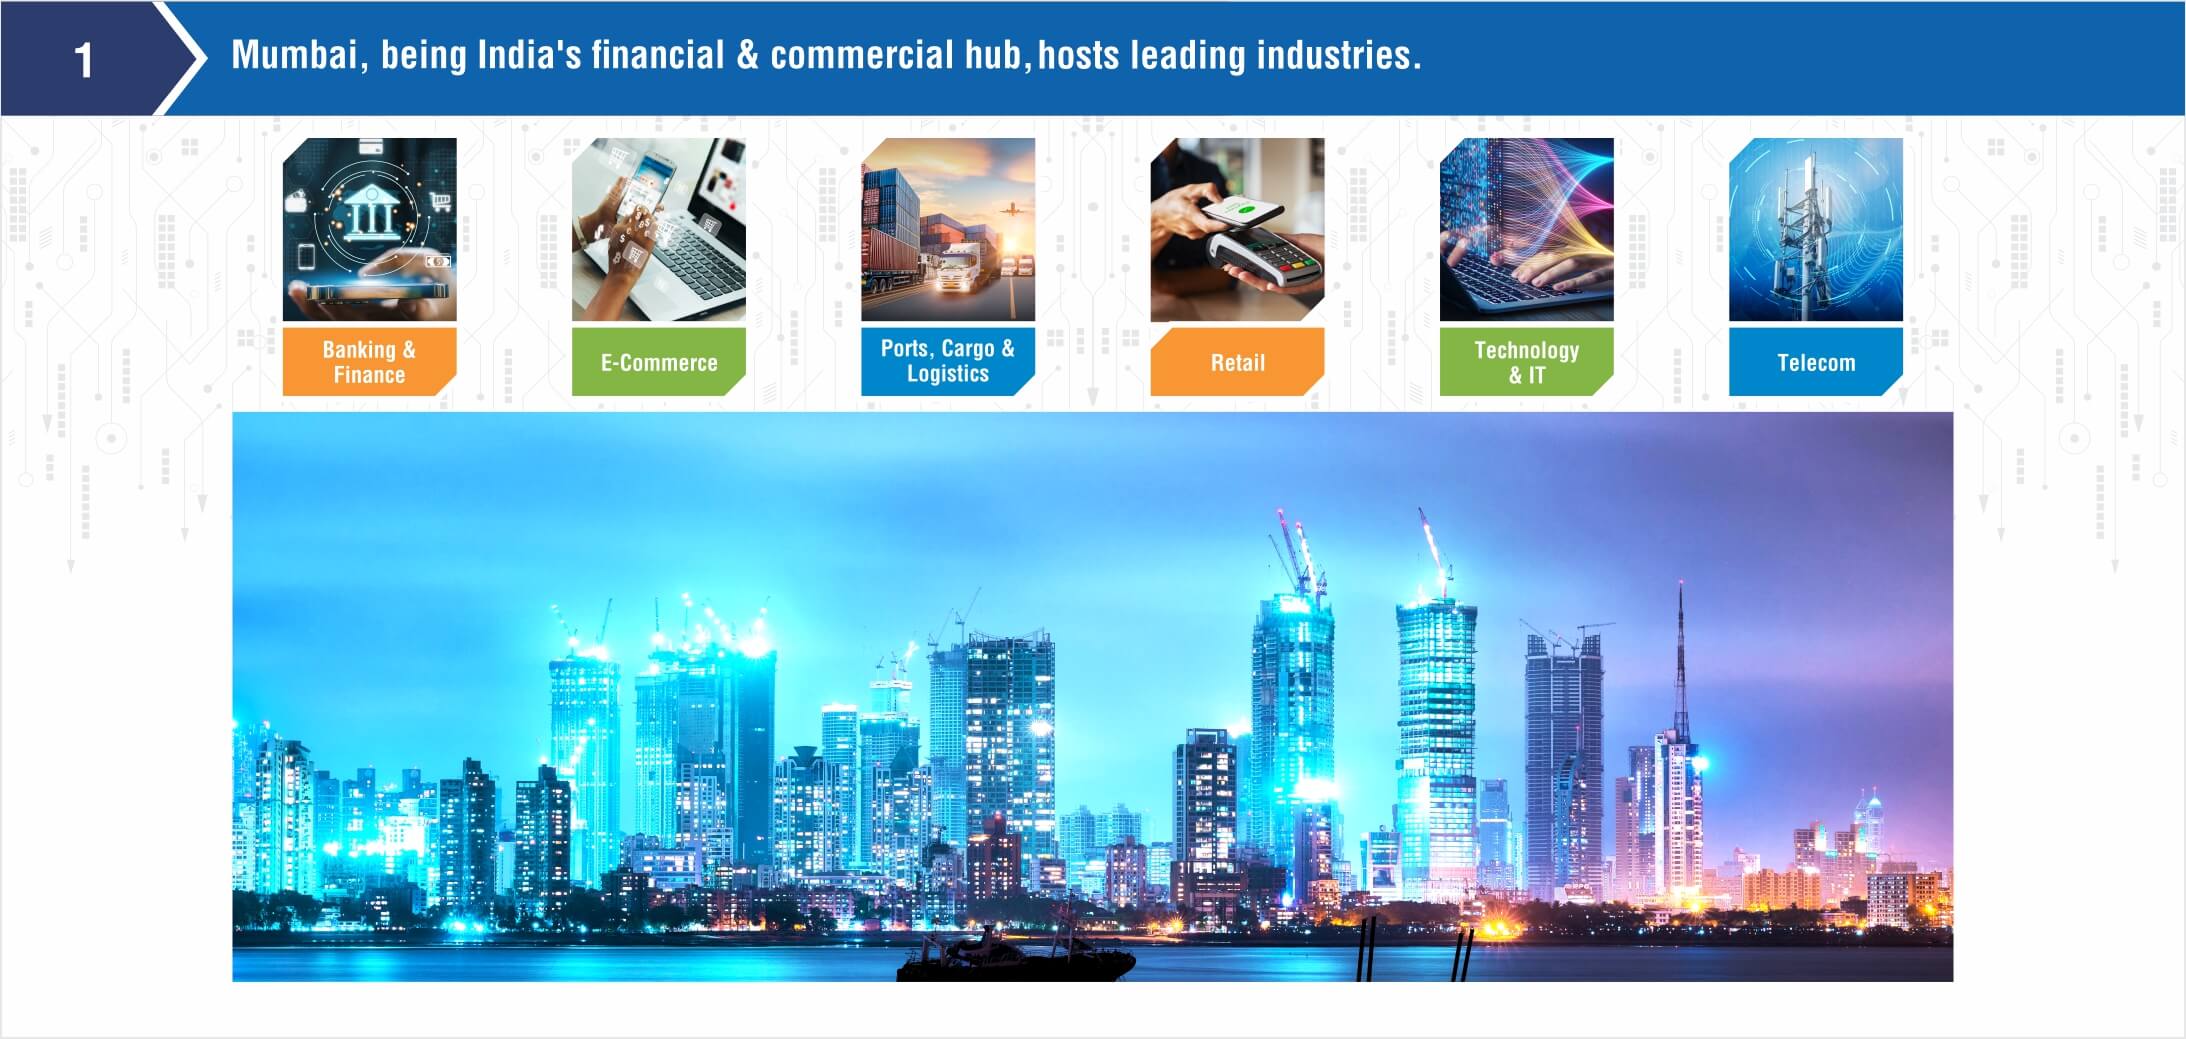 1
Mumbai, being India's financial & commercial hub, hosts leading industries.
Banking &
Finance
E-Commerce
Ports, Cargo &
Logistics
Retail
Technology
& IT
Telecom